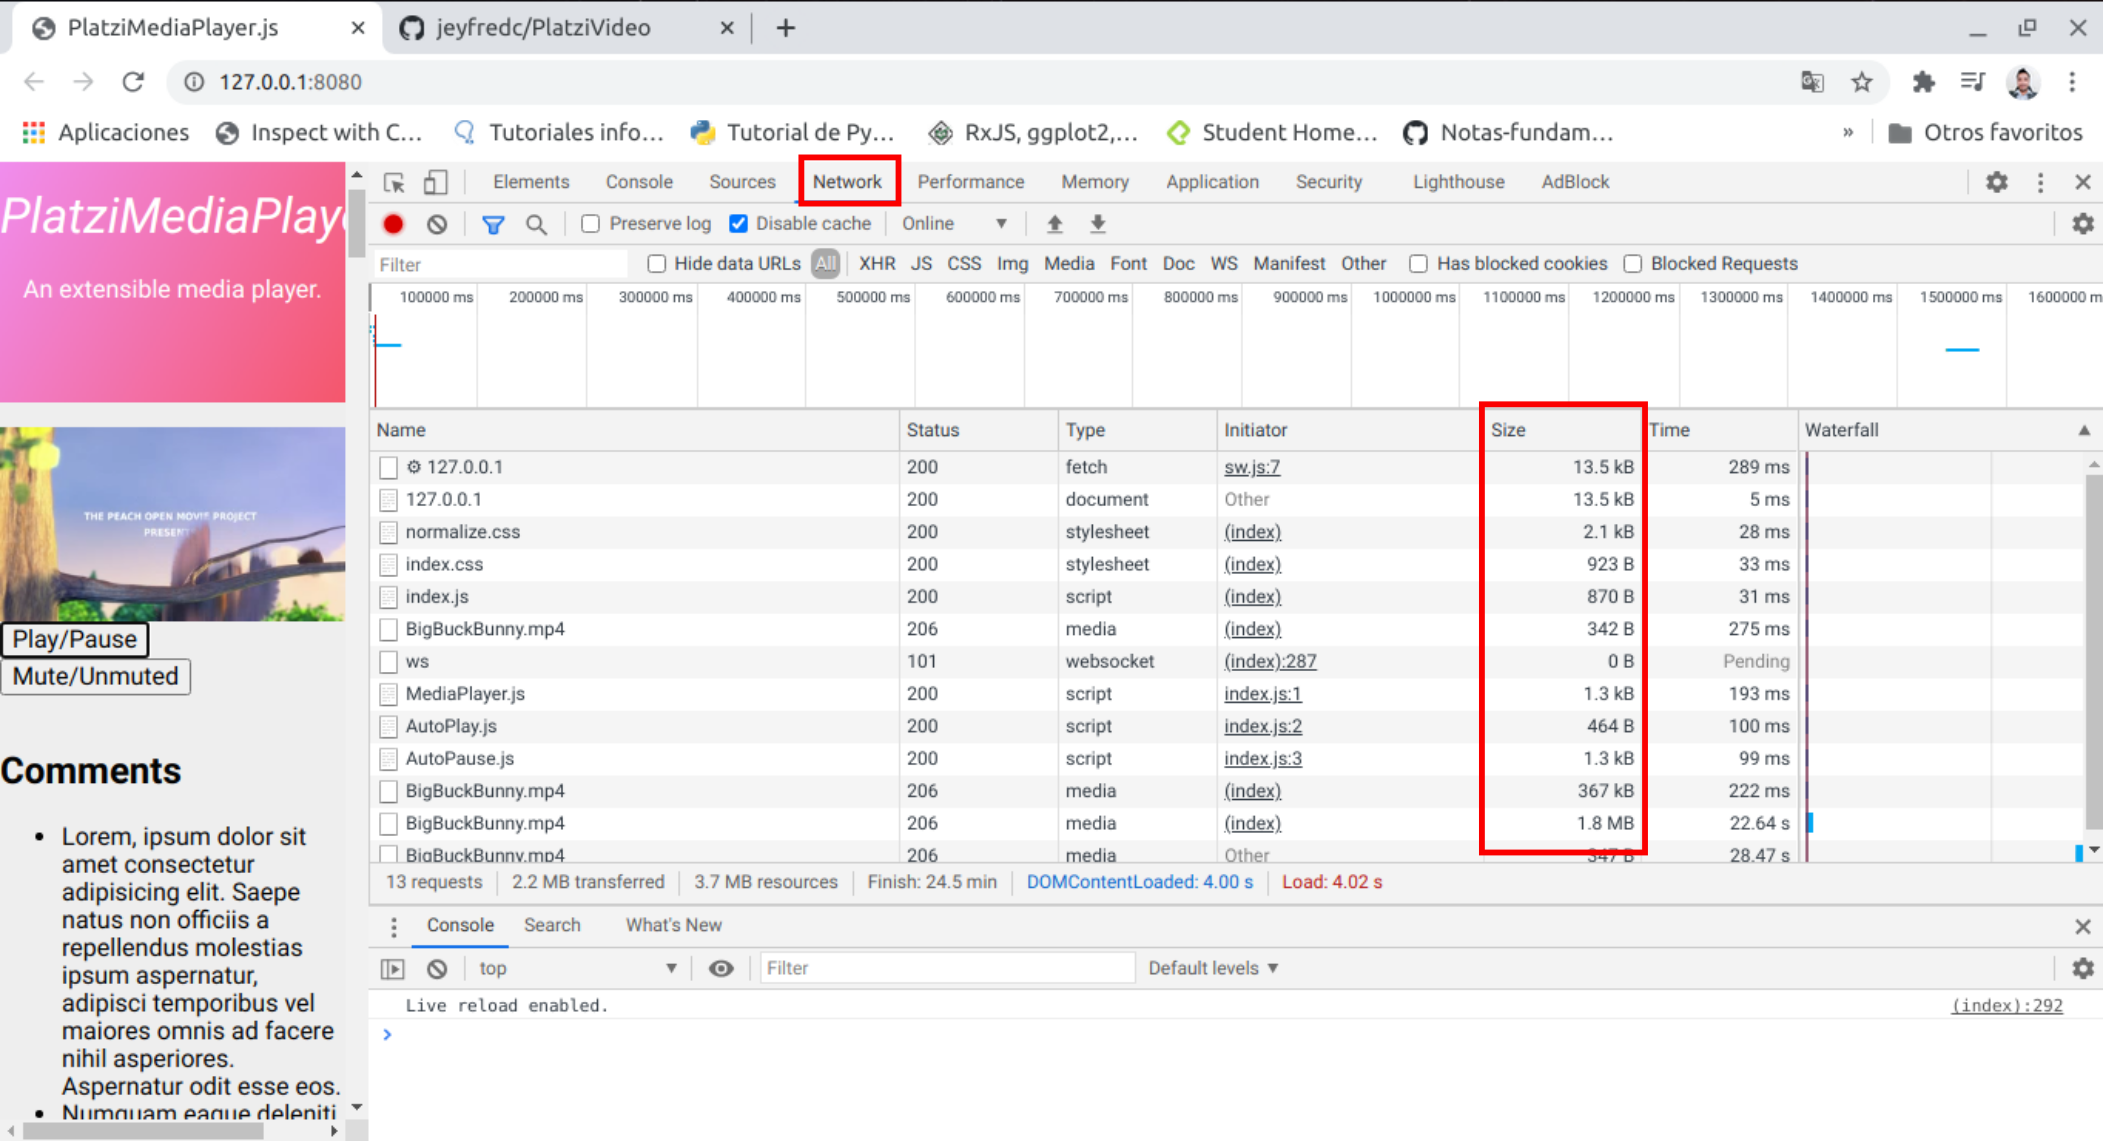 PlatziMediaPlayer.js
jeyfredc/PlatziVideo
127.0.0.1:8080
Aplicaciones Inspect with C... Tutoriales info... Tutorial de Py... RxJS, ggplot2,... Student Home... Notas-fundam... » Otros favoritos
PlatziMediaPlaye
An extensible media player.
THE PEACH OPEN MOVIE PROJECT
PRESENT
Play/Pause
Mute/Unmuted
Comments
Lorem, ipsum dolor sit
amet consectetur
adipisicing elit. Saepe
natus non officiis a
repellendus molestias
ipsum aspernatur,
adipisci temporibus vel
maiores omnis ad facere
nihil asperiores.
Aspernatur odit esse eos.
Numquam eaque deleniti
Elements Console Sources Network Performance Memory Application Security Lighthouse AdBlock
Preserve log Disable cache Online
Filter Hide data URLs All XHR JS CSS Img Media Font Doc WS Manifest Other Has blocked cookies Blocked Requests
100000 ms 200000 ms 300000 ms 400000 ms 500000 ms 600000 ms 700000 ms 800000 ms 900000 ms 1000000 ms 1100000 ms 1200000 ms 1300000 ms 1400000 ms 1500000 ms 1600000 m
Name Status Type Initiator Size Time Waterfall
127.0.0.1 200 fetch sw.js:7 13.5 kB 289 ms
127.0.0.1 200 document Other 13.5 kB 5 ms
normalize.css 200 stylesheet (index) 2.1 kB 28 ms
index.css 200 stylesheet (index) 923 B 33 ms
index.js 200 script (index) 870 B 31 ms
BigBuckBunny.mp4 206 media (index) 342 B 275 ms
ws 101 websocket (index):287 0 B Pending
MediaPlayer.js 200 script index.js:1 1.3 kB 193 ms
AutoPlay.js 200 script index.js:2 464 B 100 ms
AutoPause.js 200 script index.js:3 1.3 kB 99 ms
BigBuckBunny.mp4 206 media (index) 367 kB 222 ms
BigBuckBunny.mp4 206 media (index) 1.8 MB 22.64 s
BigBuckBunny.mp4 206 media Other 347 B 28.47 s
13 requests 2.2 MB transferred 3.7 MB resources Finish: 24.5 min DOMContentLoaded: 4.00 s Load: 4.02 s
Console Search What's New
top Filter Default levels
Live reload enabled. (index):292